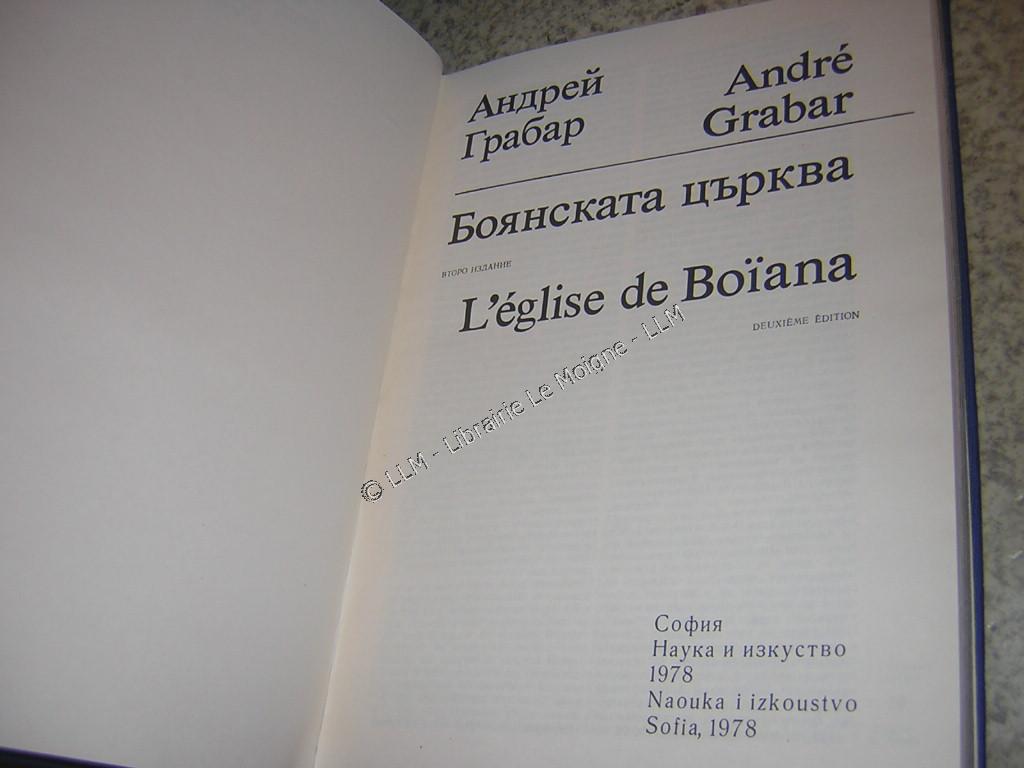 Андрей
Грабар
André
Grabar
Боянската църква
ВТОРО ИЗДАНИЕ
L'église de Boïana
DEUXIÈME ÉDITION
© LLM - Librairie Le Moigne - LLM
София
Наука и изкуство
1978
Naouka i izkoustvo
Sofia, 1978